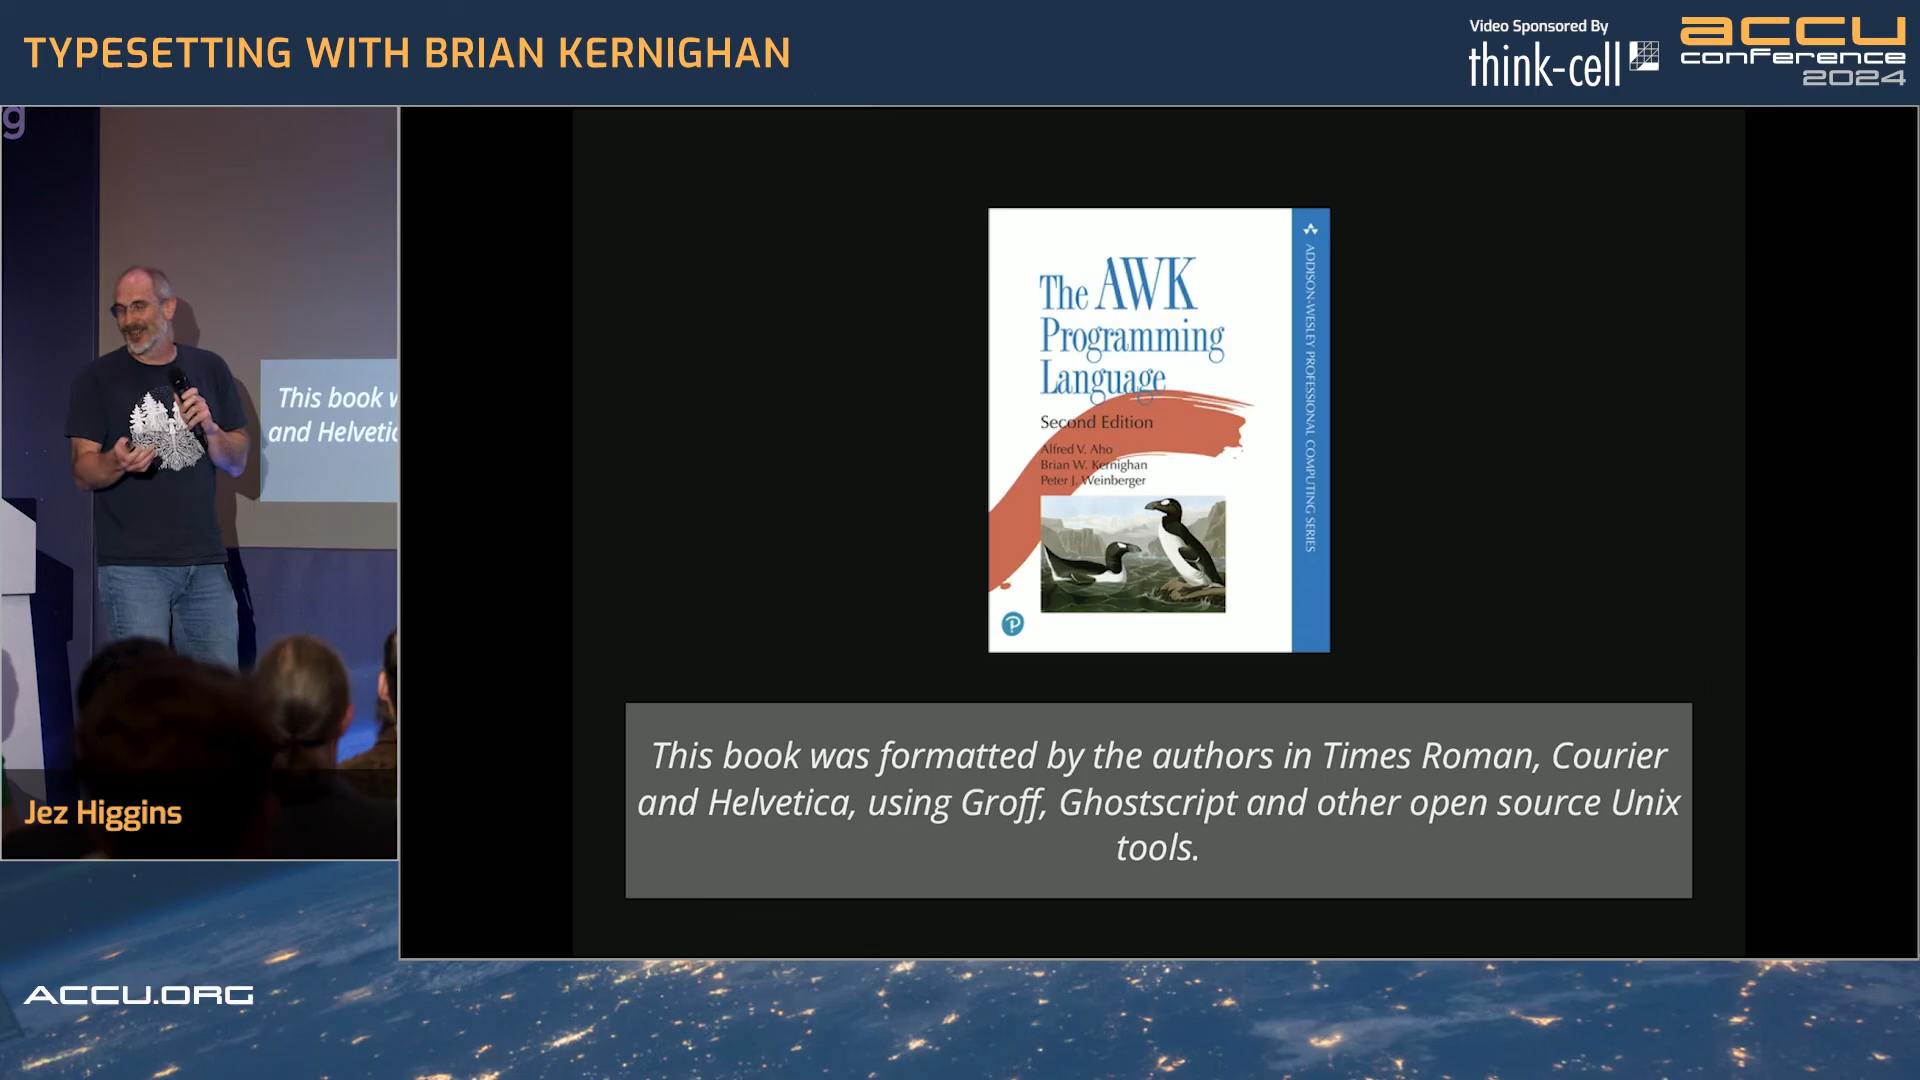 TYPESETTING WITH BRIAN KERNIGHAN
Video Sponsored By
think-cell
accu
conference
2024
g
This book w
and Helvetic
Jez Higgins
The AWK
Programming
Language
Second Edition
Alfred V. Aho
Brian W. Kernighan
Peter J. Weinberger
ADDISON-WESLEY PROFESSIONAL COMPUTING SERIES
P
This book was formatted by the authors in Times Roman, Courier
and Helvetica, using Groff, Ghostscript and other open source Unix
tools.
ACCU.ORG